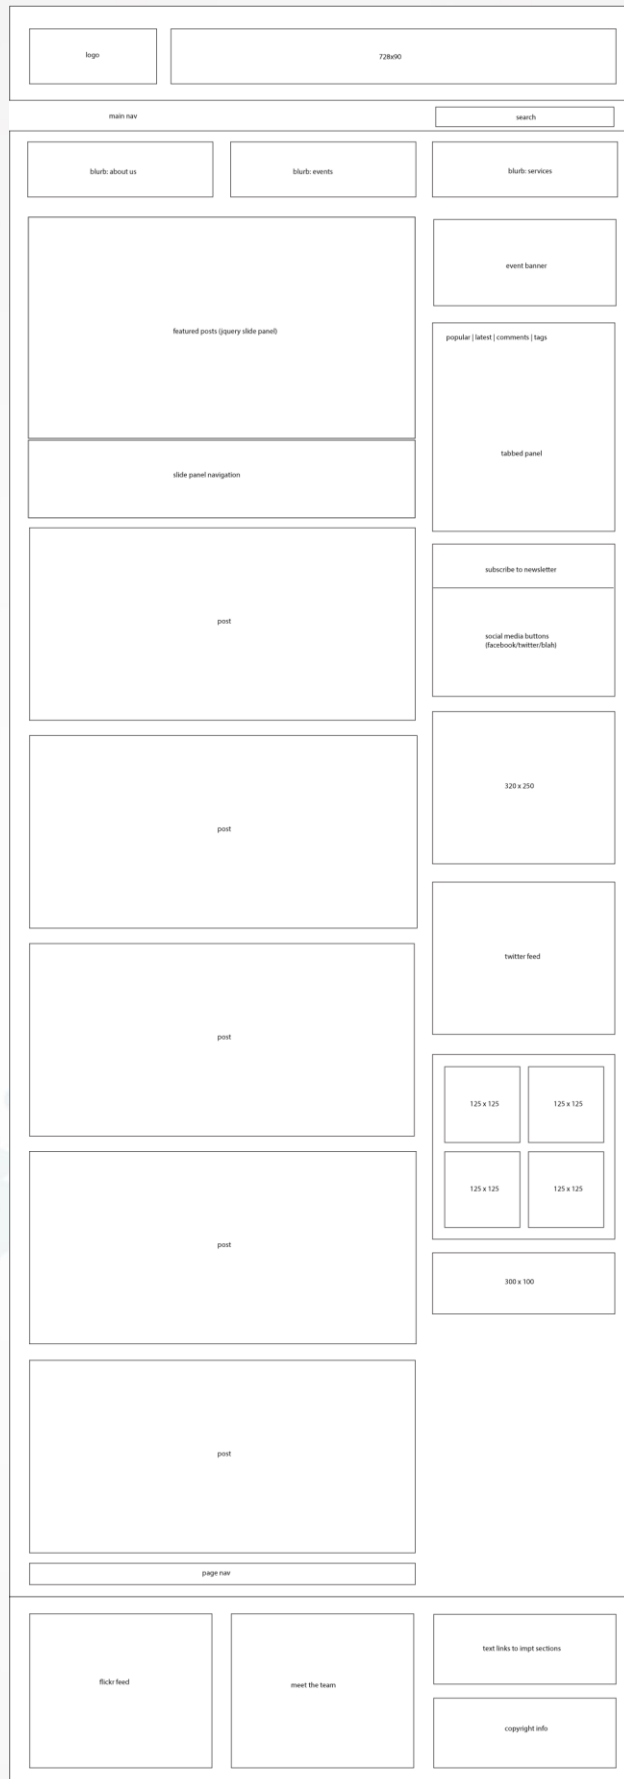 logo
728x90
main nav
search
blurb: about us
blurb: events
blurb: services
featured posts (jquery slide panel)
slide panel navigation
post
post
post
post
post
page nav
event banner
popular | latest | comments | tags
tabbed panel
subscribe to newsletter
social media buttons
(facebook/twitter/blah)
320 x 250
twitter feed
125 x 125
125 x 125
125 x 125
125 x 125
300 x 100
flickr feed
meet the team
text links to impt sections
copyright info